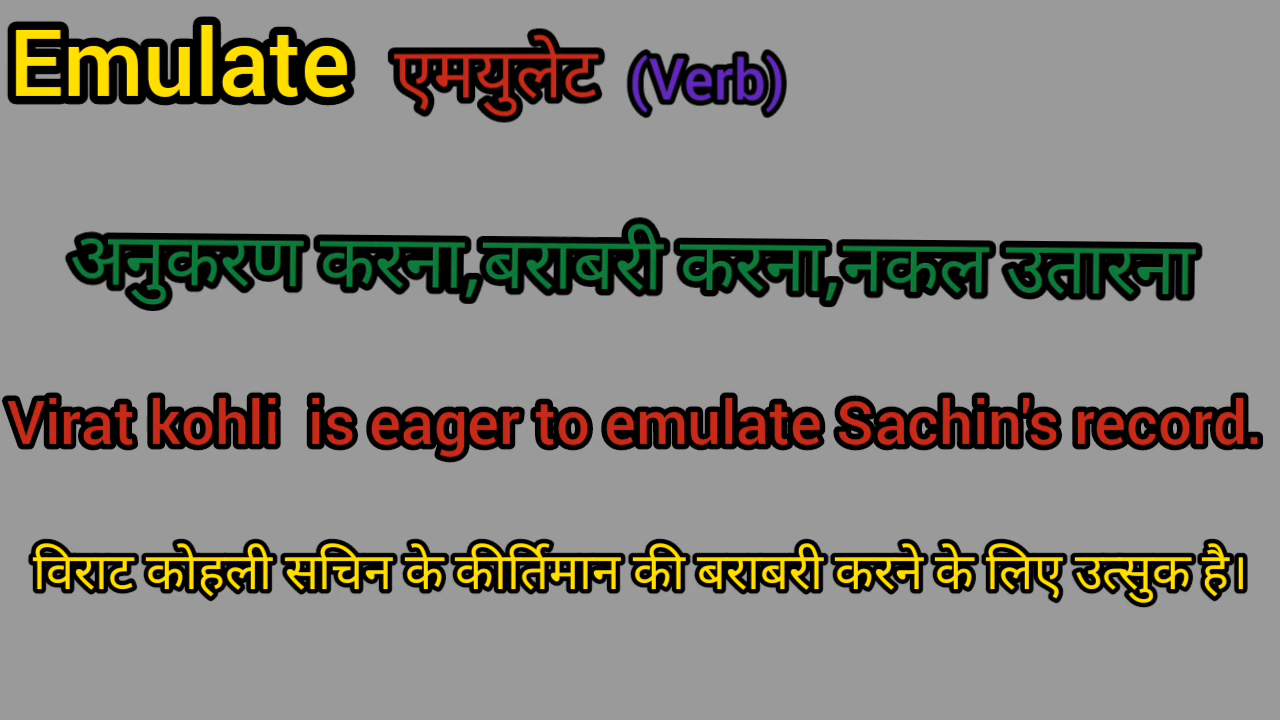 Emulate एमयुलेट (Verb)
अनुकरण करना,बराबरी करना,नकल उतारना
Virat kohli is eager to emulate Sachin's record.
विराट कोहली सचिन के कीर्तिमान की बराबरी करने के लिए उत्सुक है।